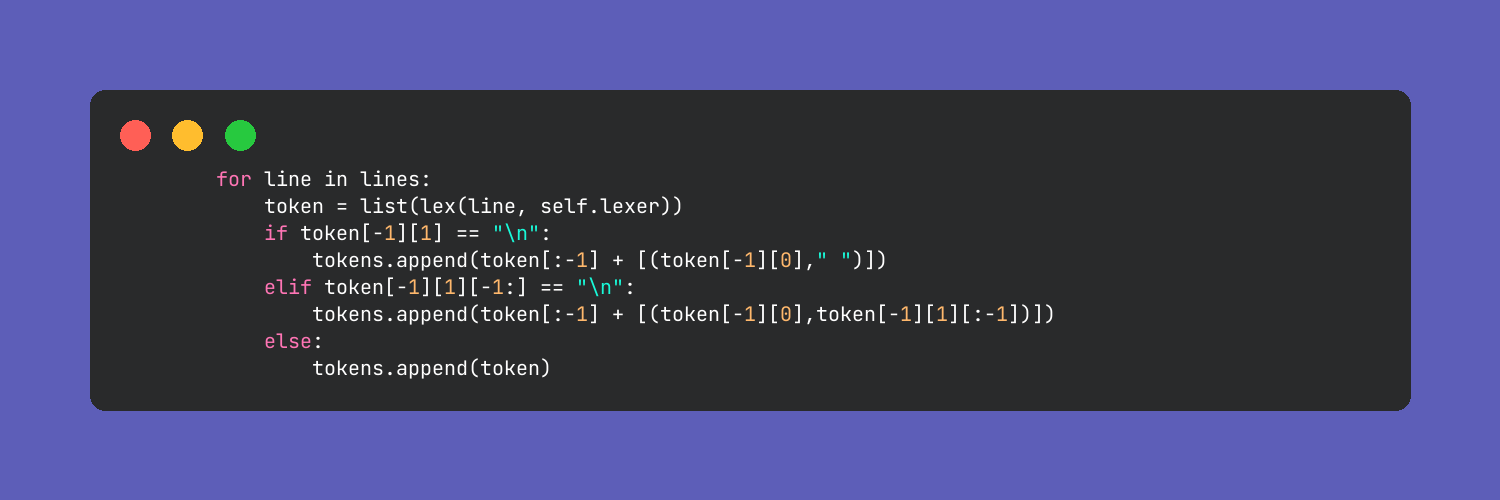 for line in lines:
    token = list(lex(line, self.lexer))
    if token[-1][1] == "\n":
        tokens.append(token[:-1] + [(token[-1][0]," ")])
    elif token[-1][1][-1:] == "\n":
        tokens.append(token[:-1] + [(token[-1][0],token[-1][1][:-1])])
    else:
        tokens.append(token)